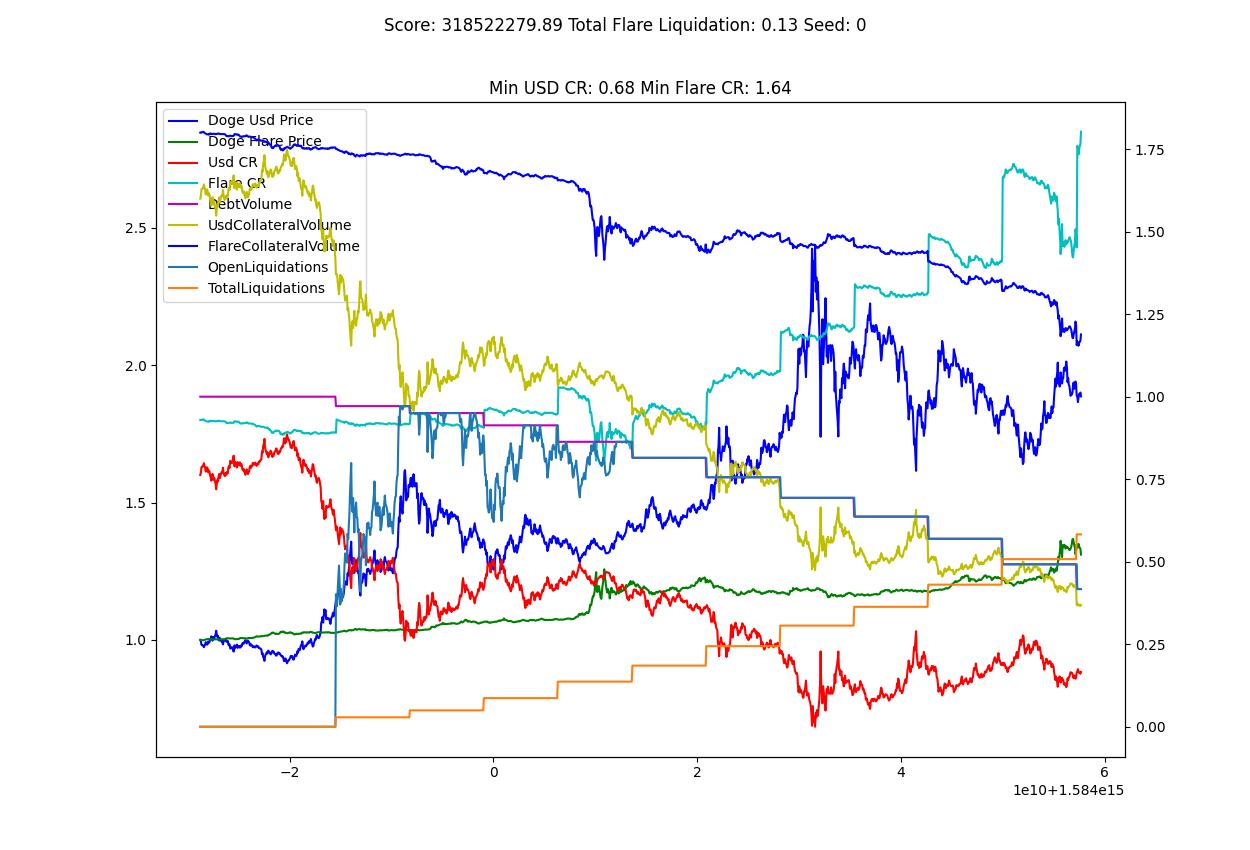 Score: 318522279.89 Total Flare Liquidation: 0.13 Seed: 0
Min USD CR: 0.68 Min Flare CR: 1.64
Doge Usd Price
Doge Flare Price
Usd CR
Flare CR
DebtVolume
UsdCollateralVolume
FlareCollateralVolume
OpenLiquidations
TotalLiquidations
2.5
2.0
1.5
1.0
1.75
1.50
1.25
1.00
0.75
0.50
0.25
0.00
−2
0
2
4
6
1e10+1.584e15